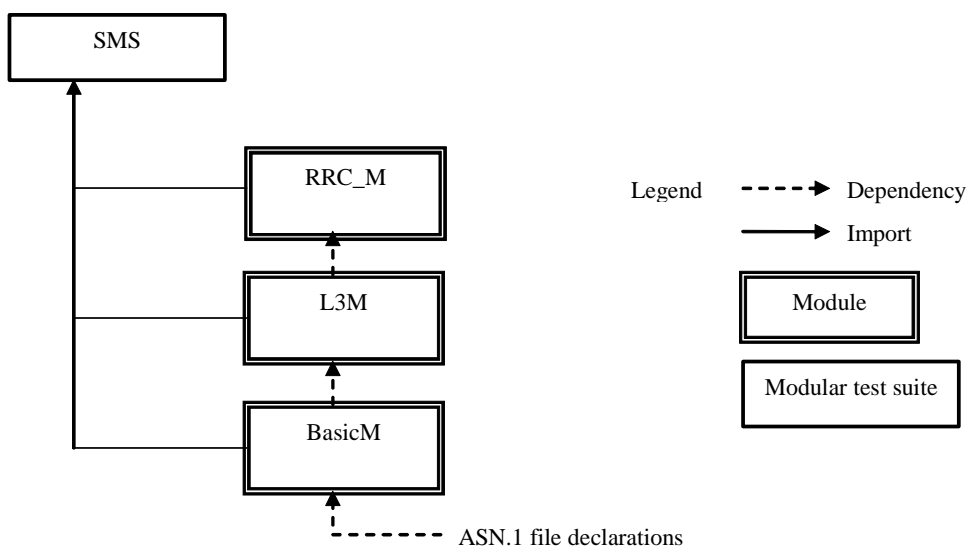 SMS
RRC_M
Legend
Dependency
Import
L3M
Module
Modular test suite
BasicM
ASN.1 file declarations